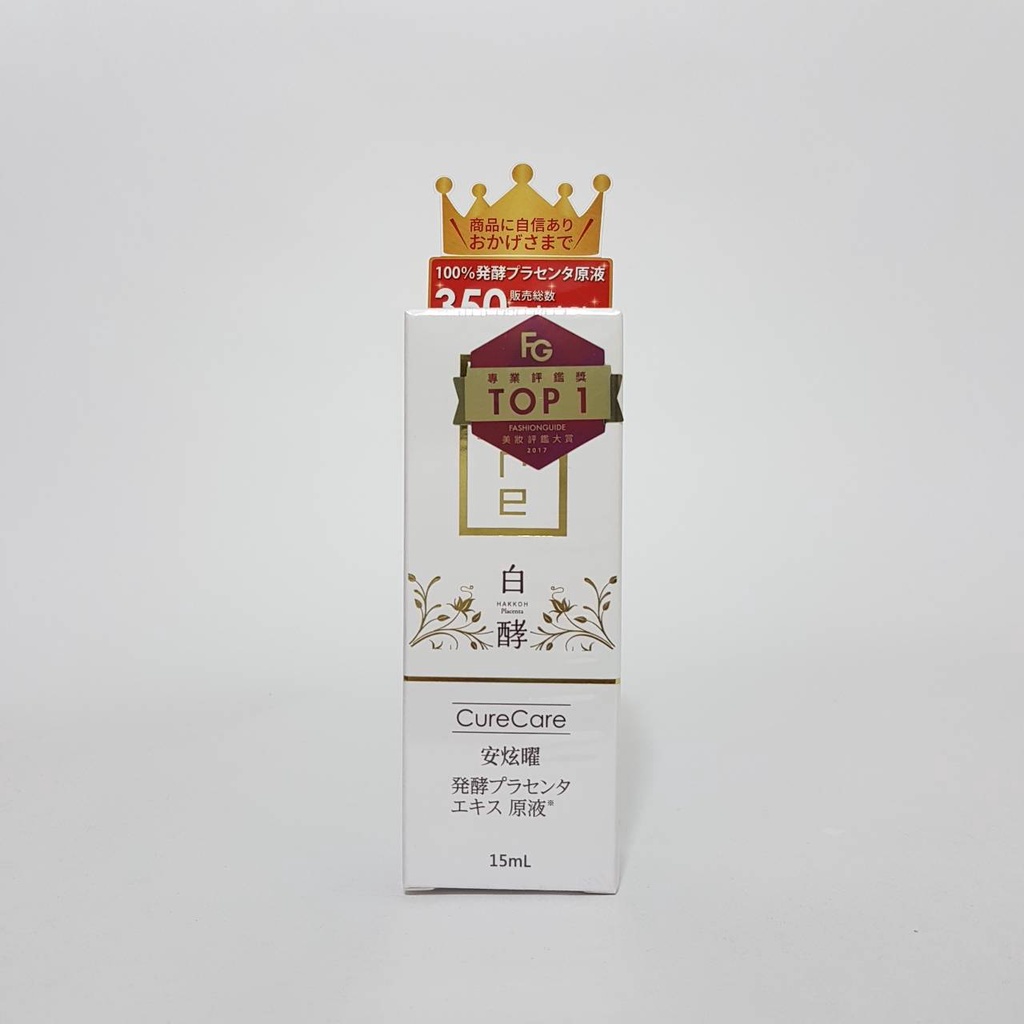 商品に自信あり
おかげさまで
100%発酵プラセンタ原液
350 販売総数
FG
專業評鑑獎
TOP 1
FASHIONGUIDE
美妝評鑑大賞
2017
re
白
HAKKOH
Placenta
酵
CureCare
安炫曜
発酵プラセンタ
エキス 原液※
15mL